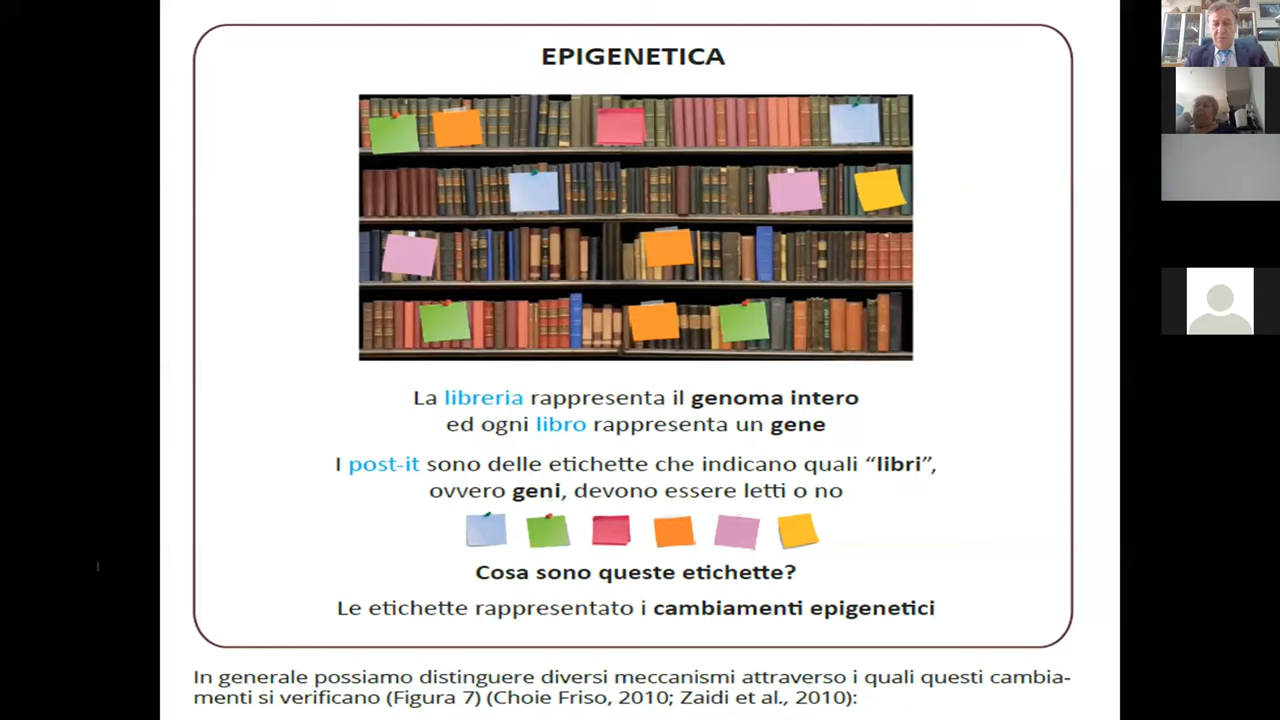 EPIGENETICA
La libreria rappresenta il genoma intero
ed ogni libro rappresenta un gene
I post-it sono delle etichette che indicano quali “libri”,
ovvero geni, devono essere letti o no
Cosa sono queste etichette?
Le etichette rappresentato i cambiamenti epigenetici
In generale possiamo distinguere diversi meccanismi attraverso i quali questi cambia-
menti si verificano (Figura 7) (Choie Friso, 2010; Zaidi et al., 2010):